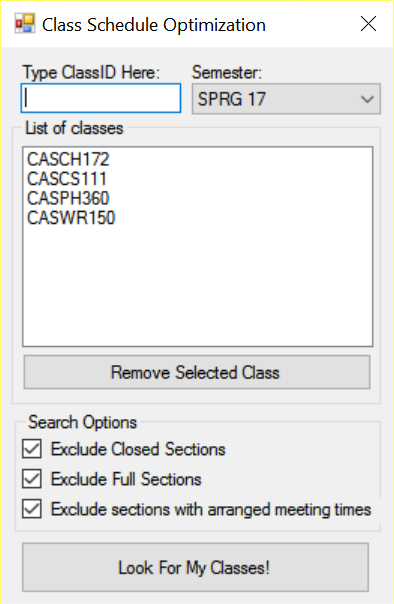 Class Schedule Optimization
Type ClassID Here: Semester:
SPRG 17
List of classes
CASCH172
CASCS111
CASPH360
CASWR150
Remove Selected Class
Search Options
Exclude Closed Sections
Exclude Full Sections
Exclude sections with arranged meeting times
Look For My Classes!